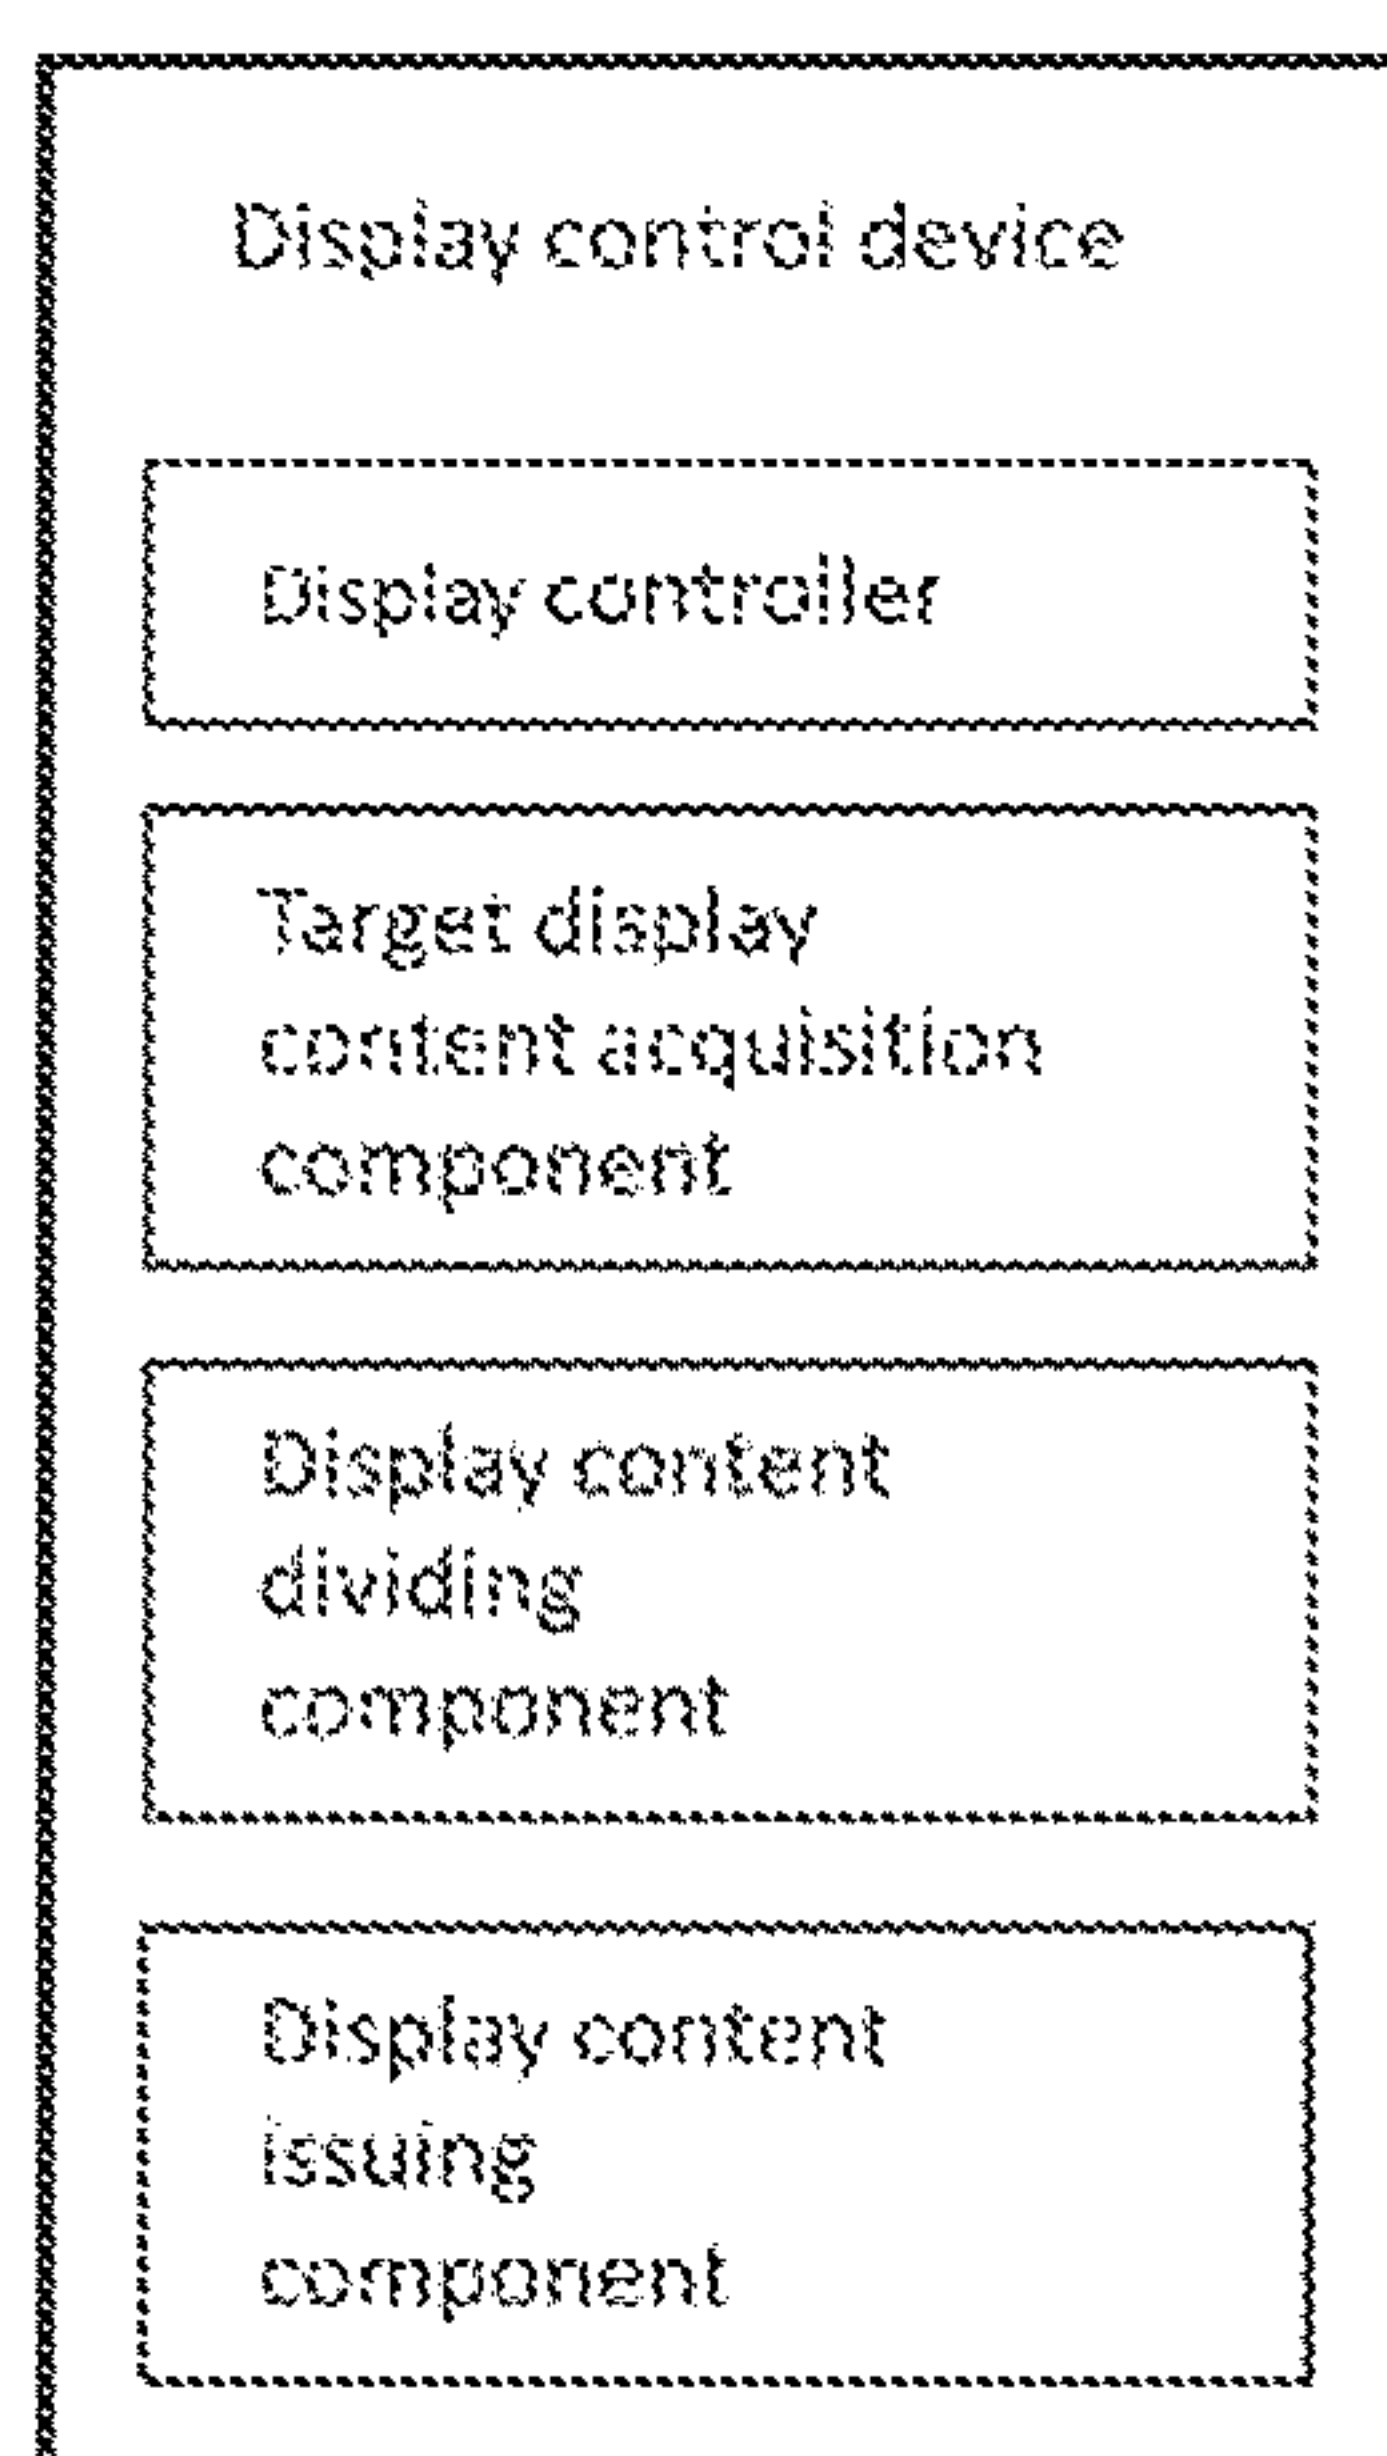 Display control device
Display controller
Target display
content acquisition
component
Display content
dividing
component
Display content
issuing
component